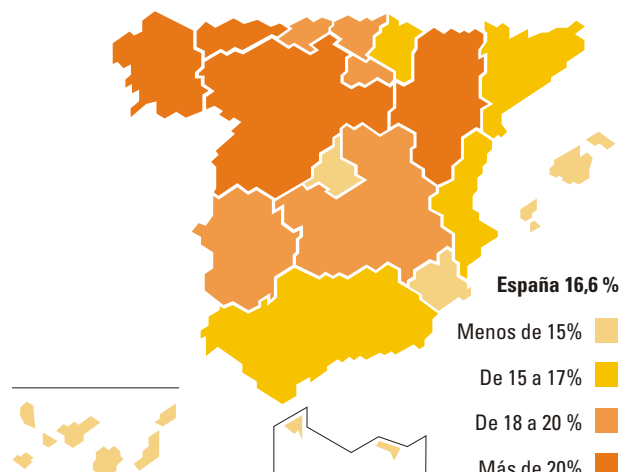 España 16,6 %
Menos de 15%
De 15 a 17%
De 18 a 20 %
Más de 20%